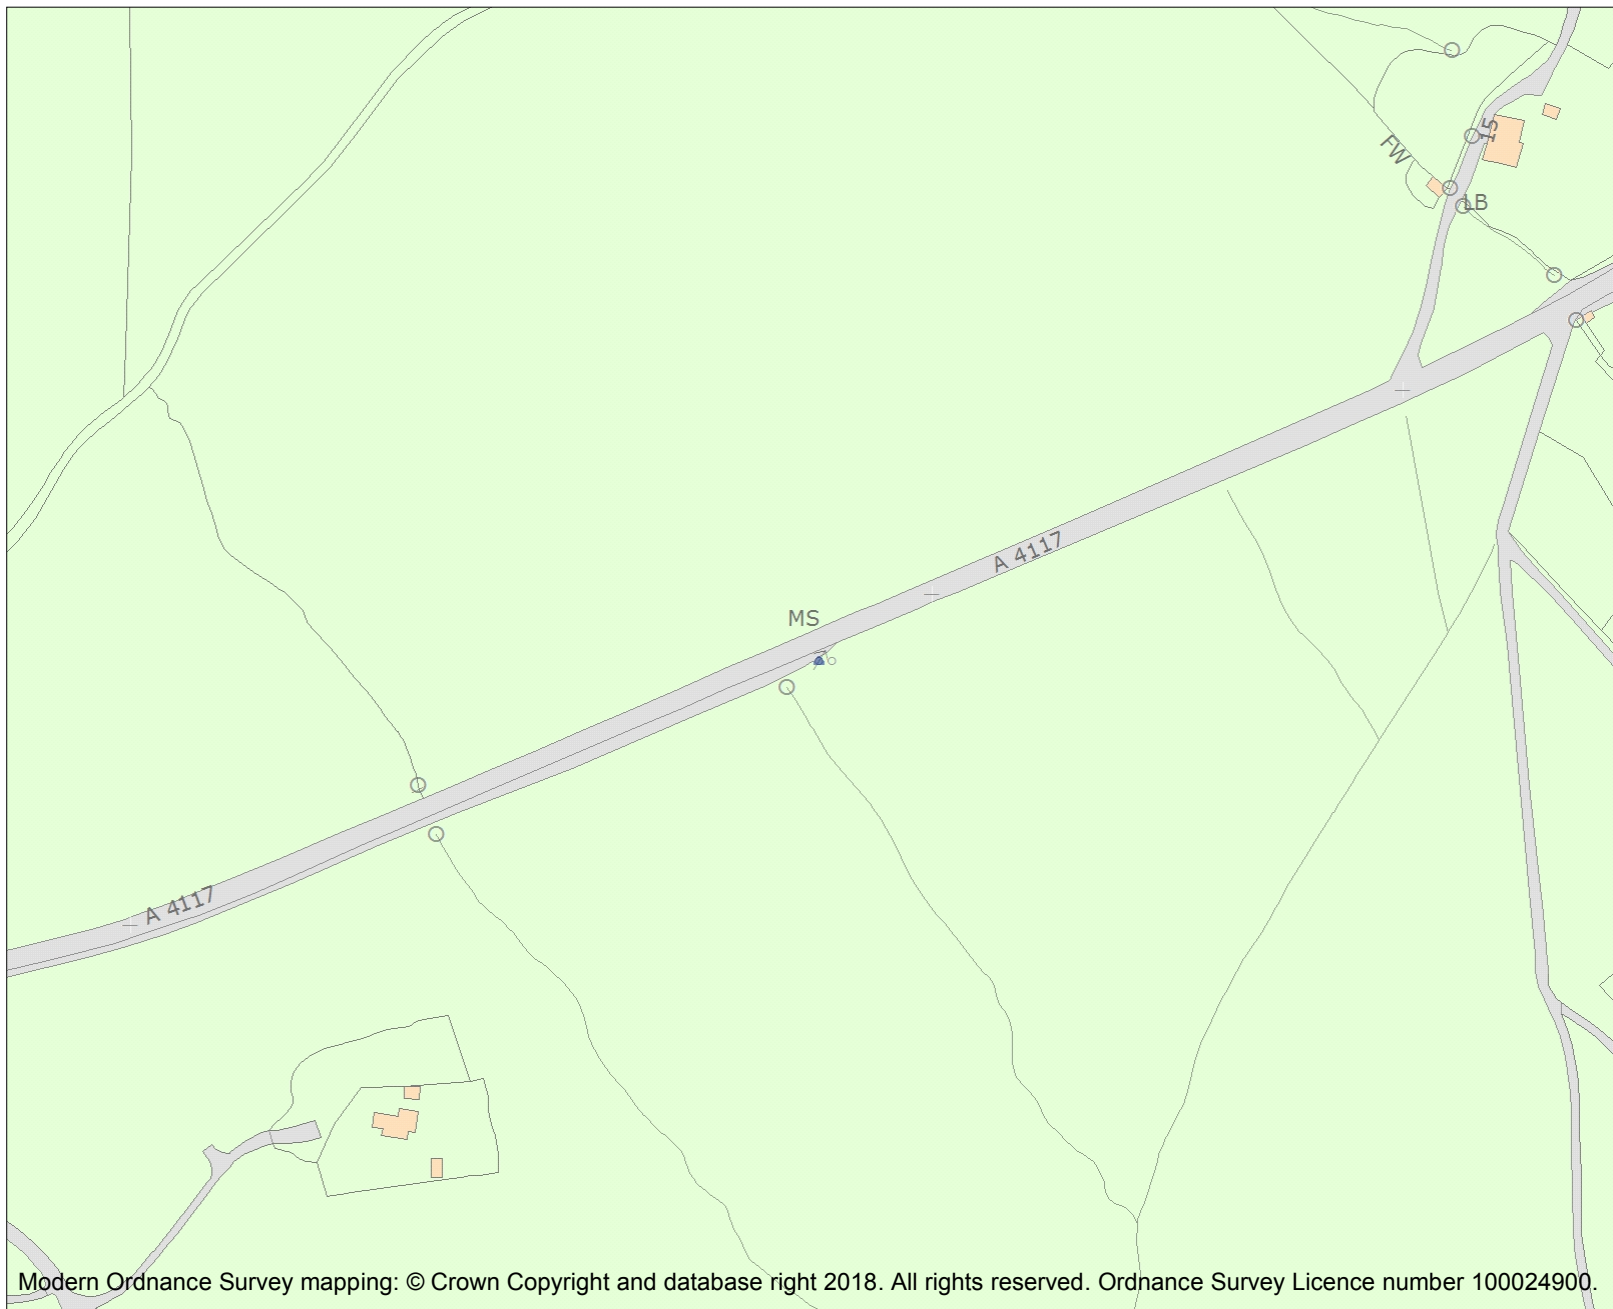 15
FW
LB
A 4117
MS
A 4117
Modern Ordnance Survey mapping: © Crown Copyright and database right 2018. All rights reserved. Ordnance Survey Licence number 100024900.